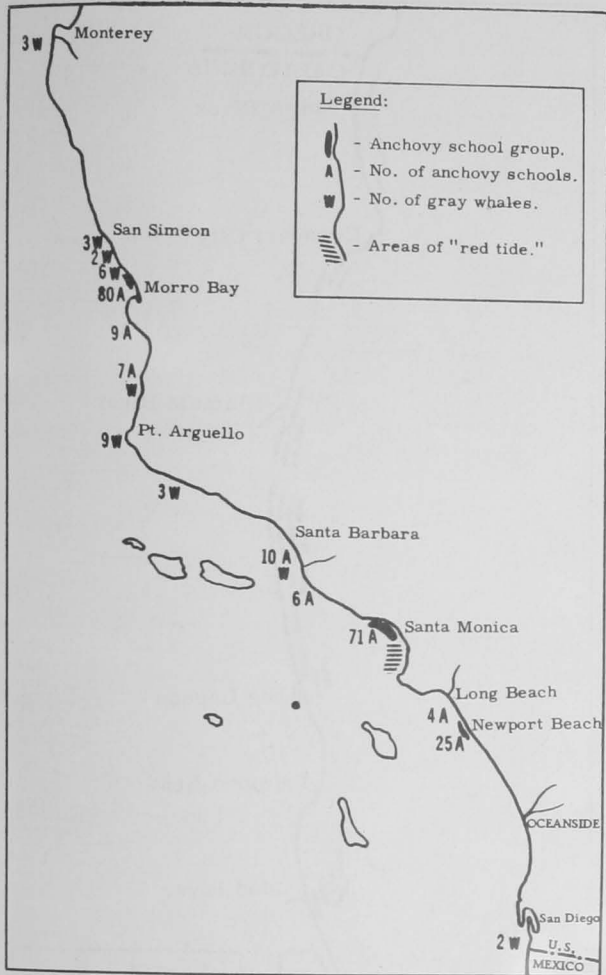 Monterey
3 W
Legend:
- Anchovy school group.
A - No. of anchovy schools.
W - No. of gray whales.
- Areas of "red tide."
San Simeon
3 W
2 W
6 W
Morro Bay
80 A
9 A
7 A
W
Pt. Arguello
9 W
3 W
Santa Barbara
10 A
W
6 A
Santa Monica
71 A
Long Beach
4 A
Newport Beach
25 A
OCEANSIDE
San Diego
2 W
U.S.
MEXICO